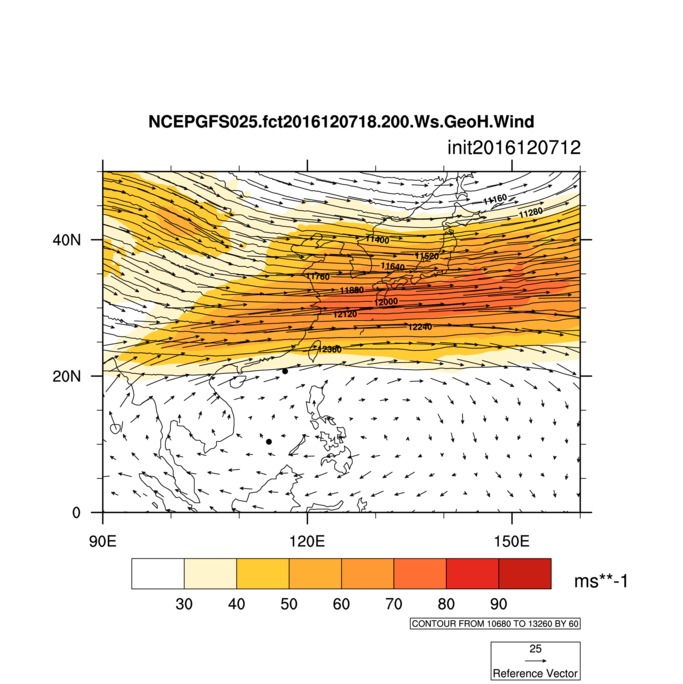 NCEPGFS025.fct2016120718.200.Ws.GeoH.Wind
init2016120712
11160
11280
40N
11400
11520
11640
11760
11880
12000
12120
12240
12360
20N
0
90E 120E 150E
ms**-1
30 40 50 60 70 80 90
CONTOUR FROM 10680 TO 13260 BY 60
25
Reference Vector